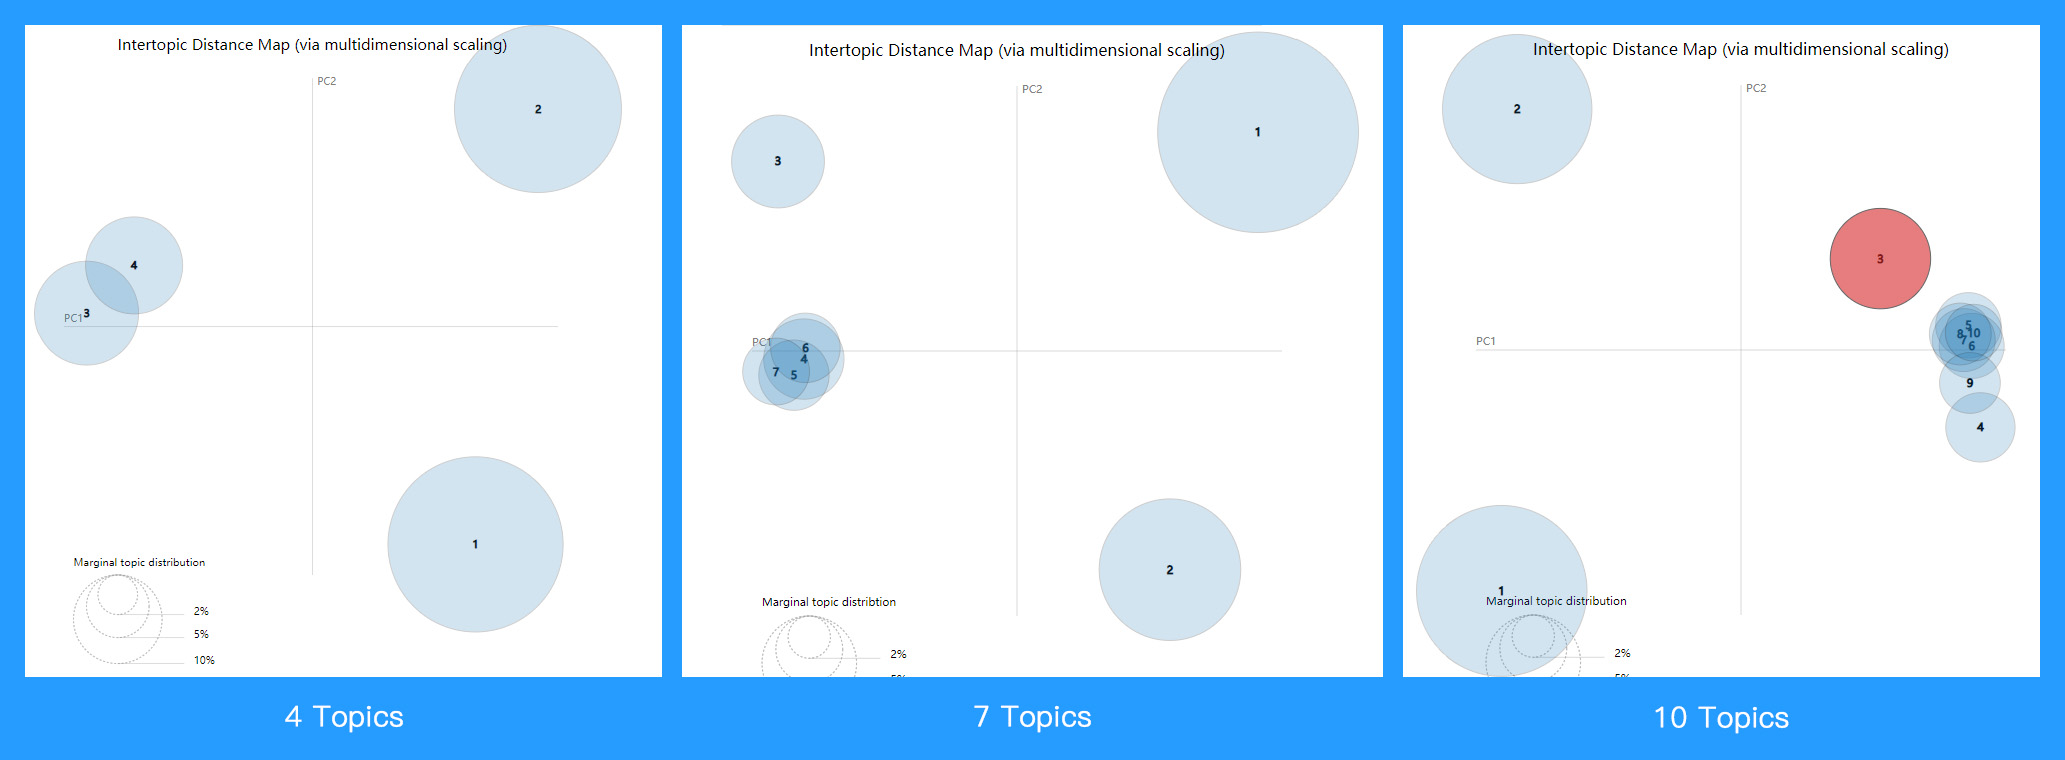 Intertopic Distance Map (via multidimensional scaling)
PC2
2
4
3
PC1
1
Marginal topic distribution
2%
5%
10%
4 Topics
Intertopic Distance Map (via multidimensional scaling)
PC2
1
3
PC1
6
4
7
5
2
Marginal topic distribtion
2%
5%
7 Topics
Intertopic Distance Map (via multidimensional scaling)
PC2
2
3
5
8
10
7
6
PC1
9
4
1
Marginal topic distribution
2%
5%
10 Topics